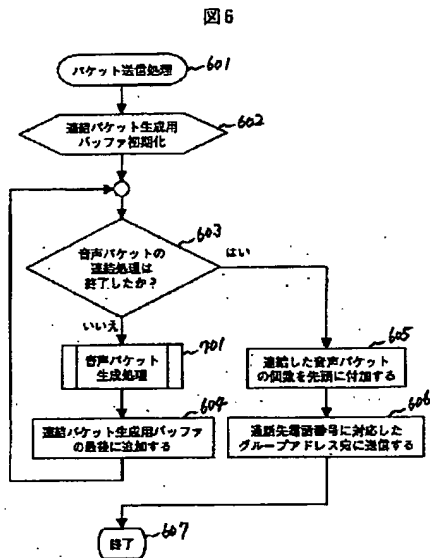 図6
パケット送信処理
601
連結パケット生成用
バッファ初期化
602
音声パケットの
連結処理は
終了したか?
603
はい
いいえ
音声パケット
生成処理
701
連結パケット生成用バッファ
の最後に追加する
604
連結した音声パケット
の個数を先頭に付加する
605
通話先電話番号に対応した
グループアドレス宛に送信する
606
終了
607